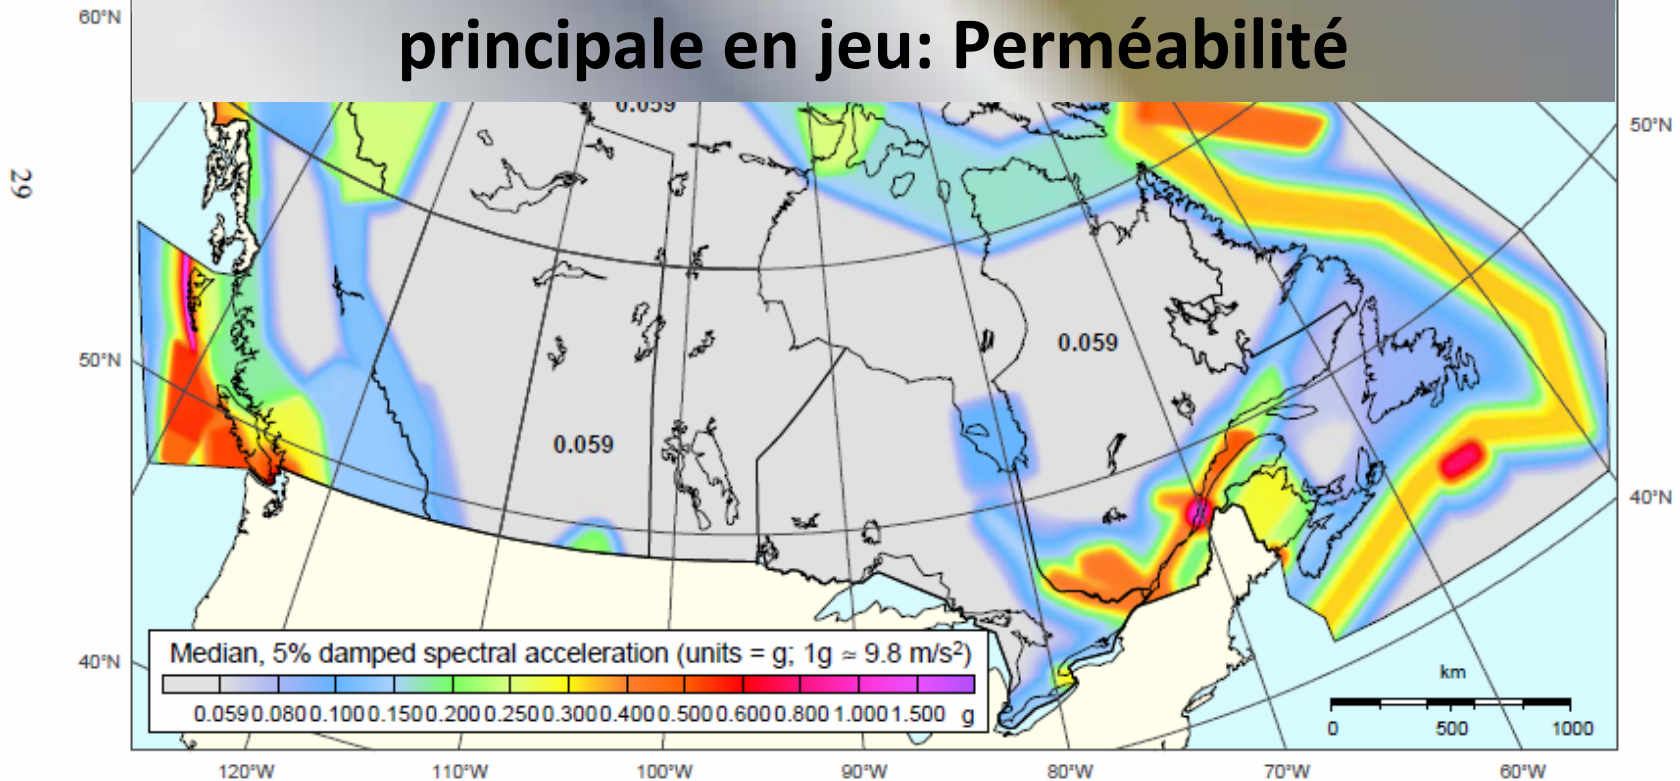 60°N
principale en jeu: Perméabilité
0.059
50°N
29
50°N
0.059
0.059
40°N
Median, 5% damped spectral acceleration (units = g; 1g ≃ 9.8 m/s²)
0.059 0.080 0.100 0.150 0.200 0.250 0.300 0.400 0.500 0.600 0.800 1.000 1.500 g
40°N
km
0 500 1000
120°W 110°W 100°W 90°W 80°W 70°W 60°W